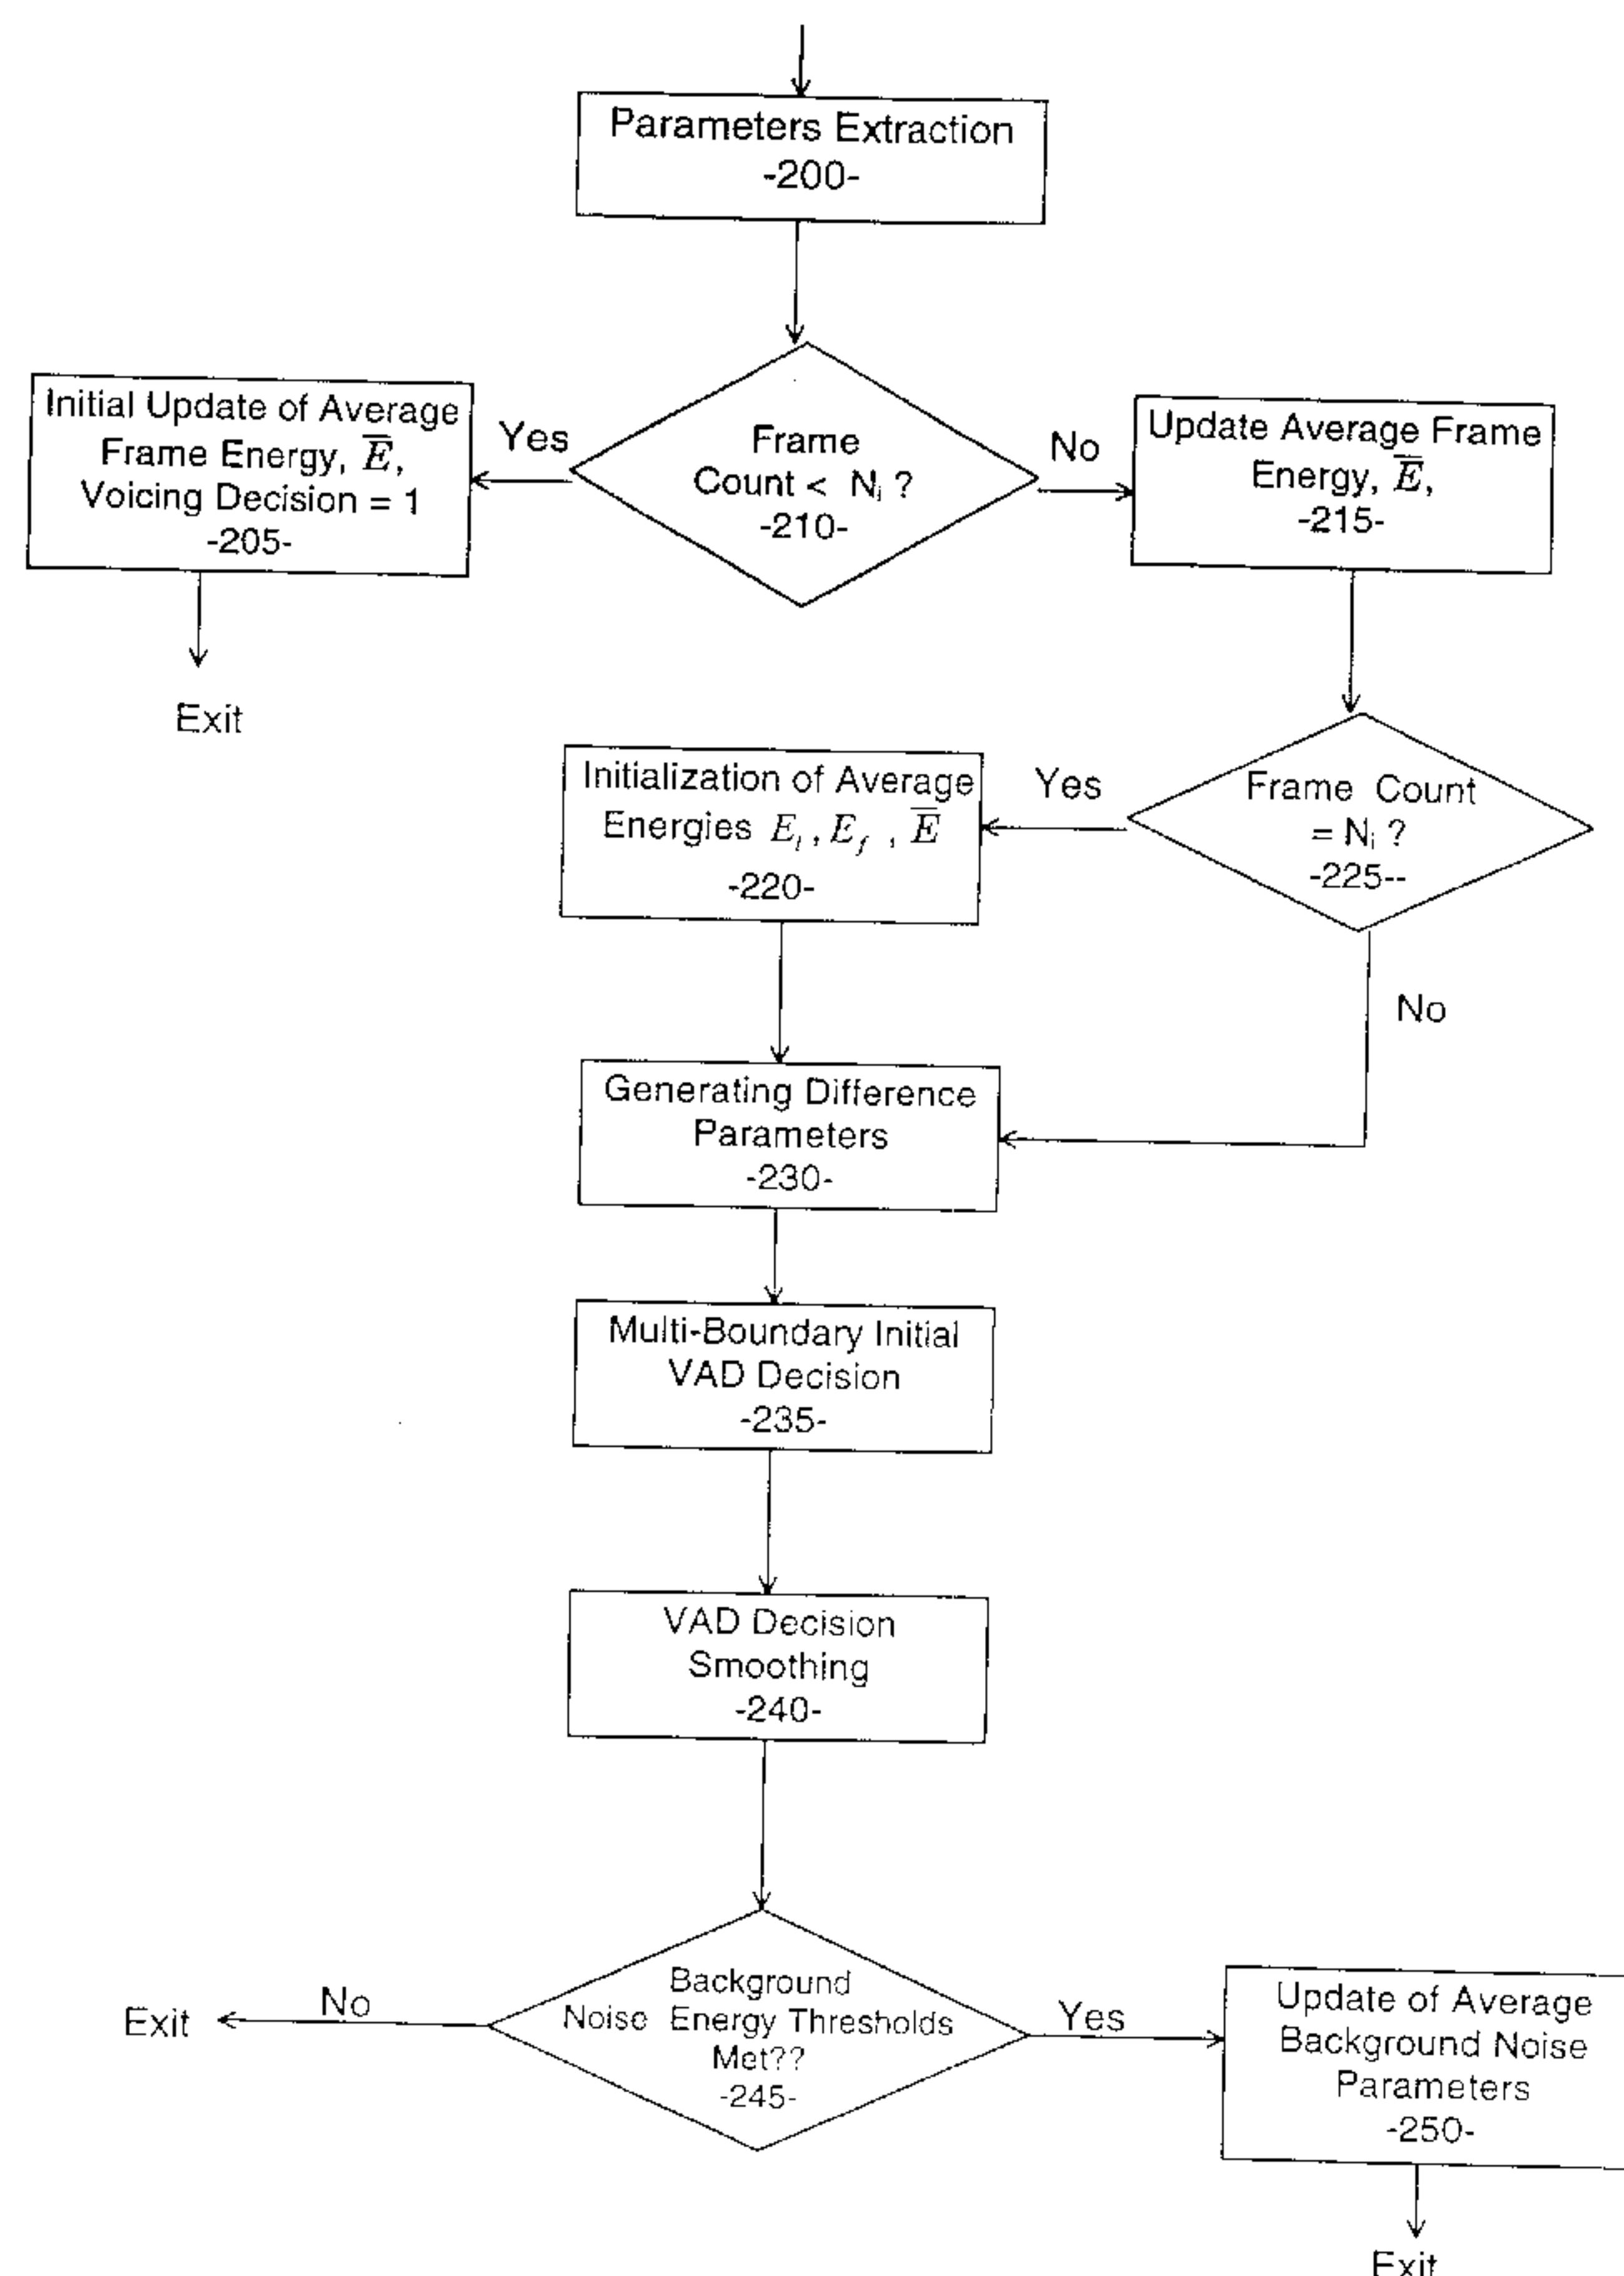 Parameters Extraction
-200-
Initial Update of Average
Frame Energy, E̅,
Voicing Decision = 1
-205-
Yes
Frame
Count < Nᵢ ?
-210-
No
Update Average Frame
Energy, E̅,
-215-
Exit
Initialization of Average
Energies Eₗ , E_f , E̅
-220-
Yes
Frame Count
= Nᵢ ?
-225--
No
Generating Difference
Parameters
-230-
Multi-Boundary Initial
VAD Decision
-235-
VAD Decision
Smoothing
-240-
Exit
No
Background
Noise Energy Thresholds
Met??
-245-
Yes
Update of Average
Background Noise
Parameters
-250-
Exit